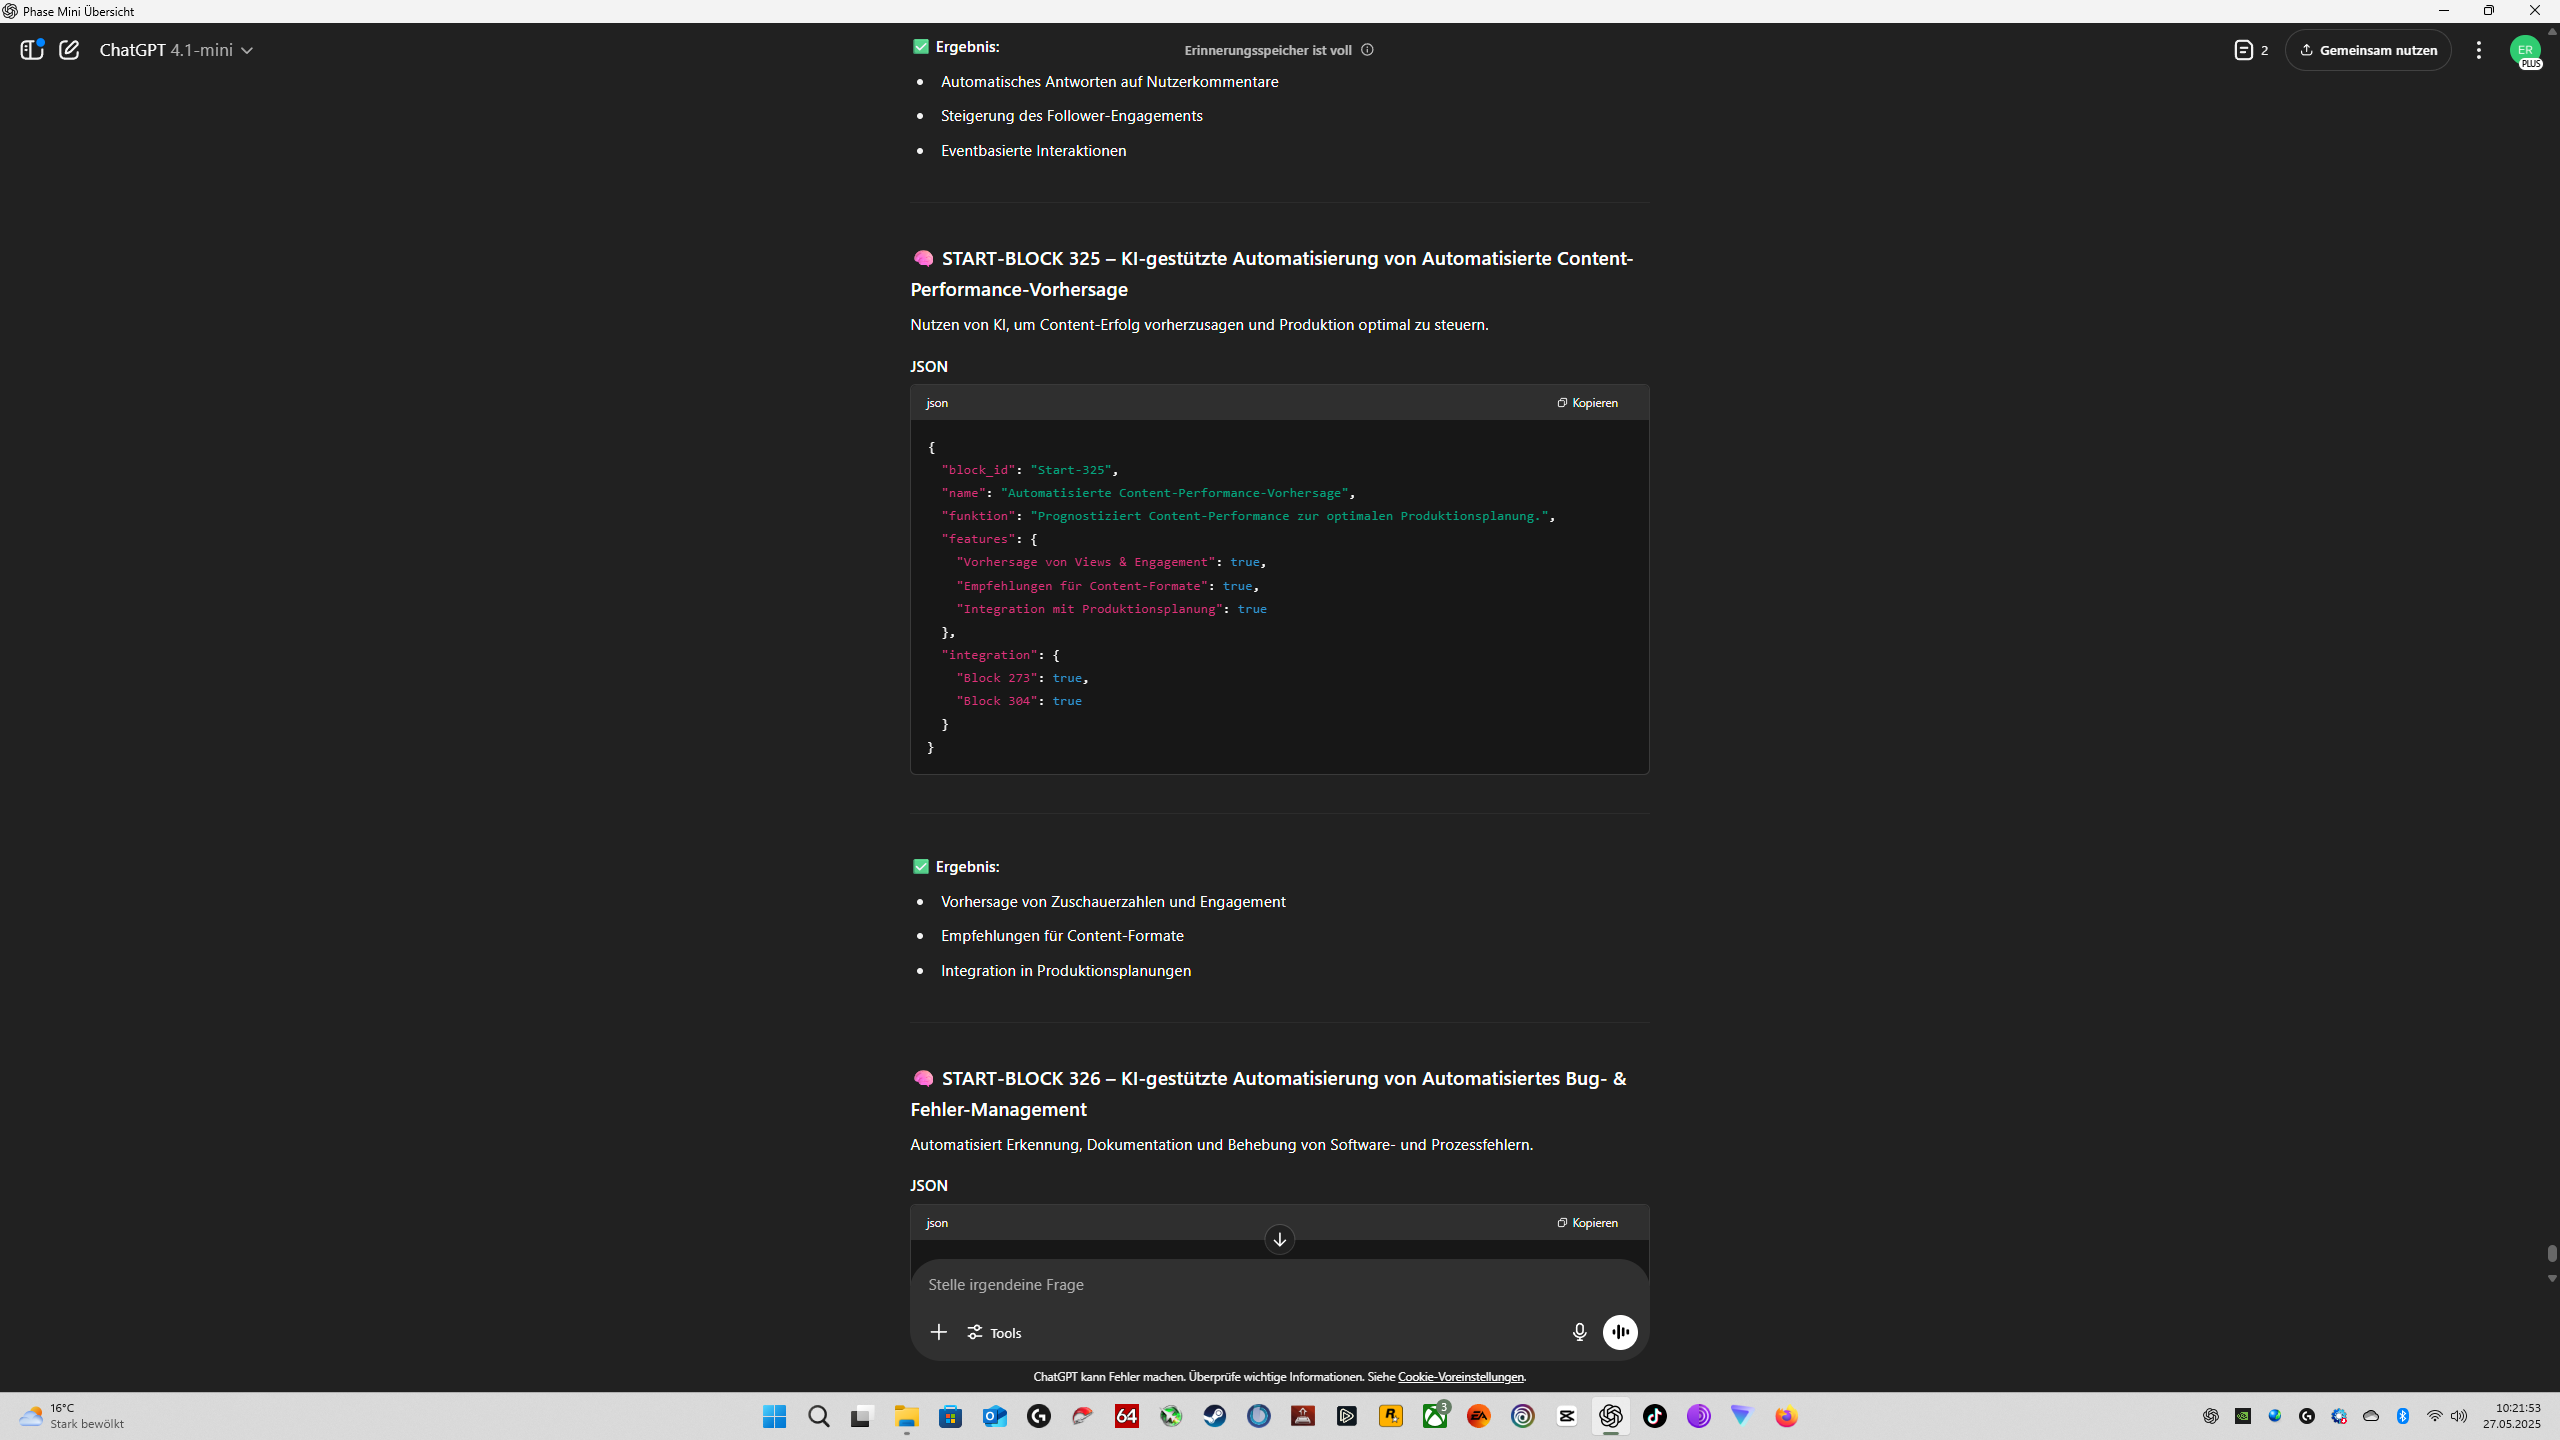 Phase Mini Übersicht
ChatGPT 4.1-mini
Erinnerungsspeicher ist voll
2
Gemeinsam nutzen
ER
PLUS
Ergebnis:
Automatisches Antworten auf Nutzerkommentare
Steigerung des Follower-Engagements
Eventbasierte Interaktionen
START-BLOCK 325 – KI-gestützte Automatisierung von Automatisierte Content-
Performance-Vorhersage
Nutzen von KI, um Content-Erfolg vorherzusagen und Produktion optimal zu steuern.
JSON
json
Kopieren
{
"block_id": "Start-325",
"name": "Automatisierte Content-Performance-Vorhersage",
"funktion": "Prognostiziert Content-Performance zur optimalen Produktionsplanung.",
"features": {
"Vorhersage von Views & Engagement": true,
"Empfehlungen für Content-Formate": true,
"Integration mit Produktionsplanung": true
},
"integration": {
"Block 273": true,
"Block 304": true
}
}
Ergebnis:
Vorhersage von Zuschauerzahlen und Engagement
Empfehlungen für Content-Formate
Integration in Produktionsplanungen
START-BLOCK 326 – KI-gestützte Automatisierung von Automatisiertes Bug- &
Fehler-Management
Automatisiert Erkennung, Dokumentation und Behebung von Software- und Prozessfehlern.
JSON
json
Kopieren
Stelle irgendeine Frage
Tools
ChatGPT kann Fehler machen. Überprüfe wichtige Informationen. Siehe Cookie-Voreinstellungen.
16°C
Stark bewölkt
64
3
EA
10:21:53
27.05.2025